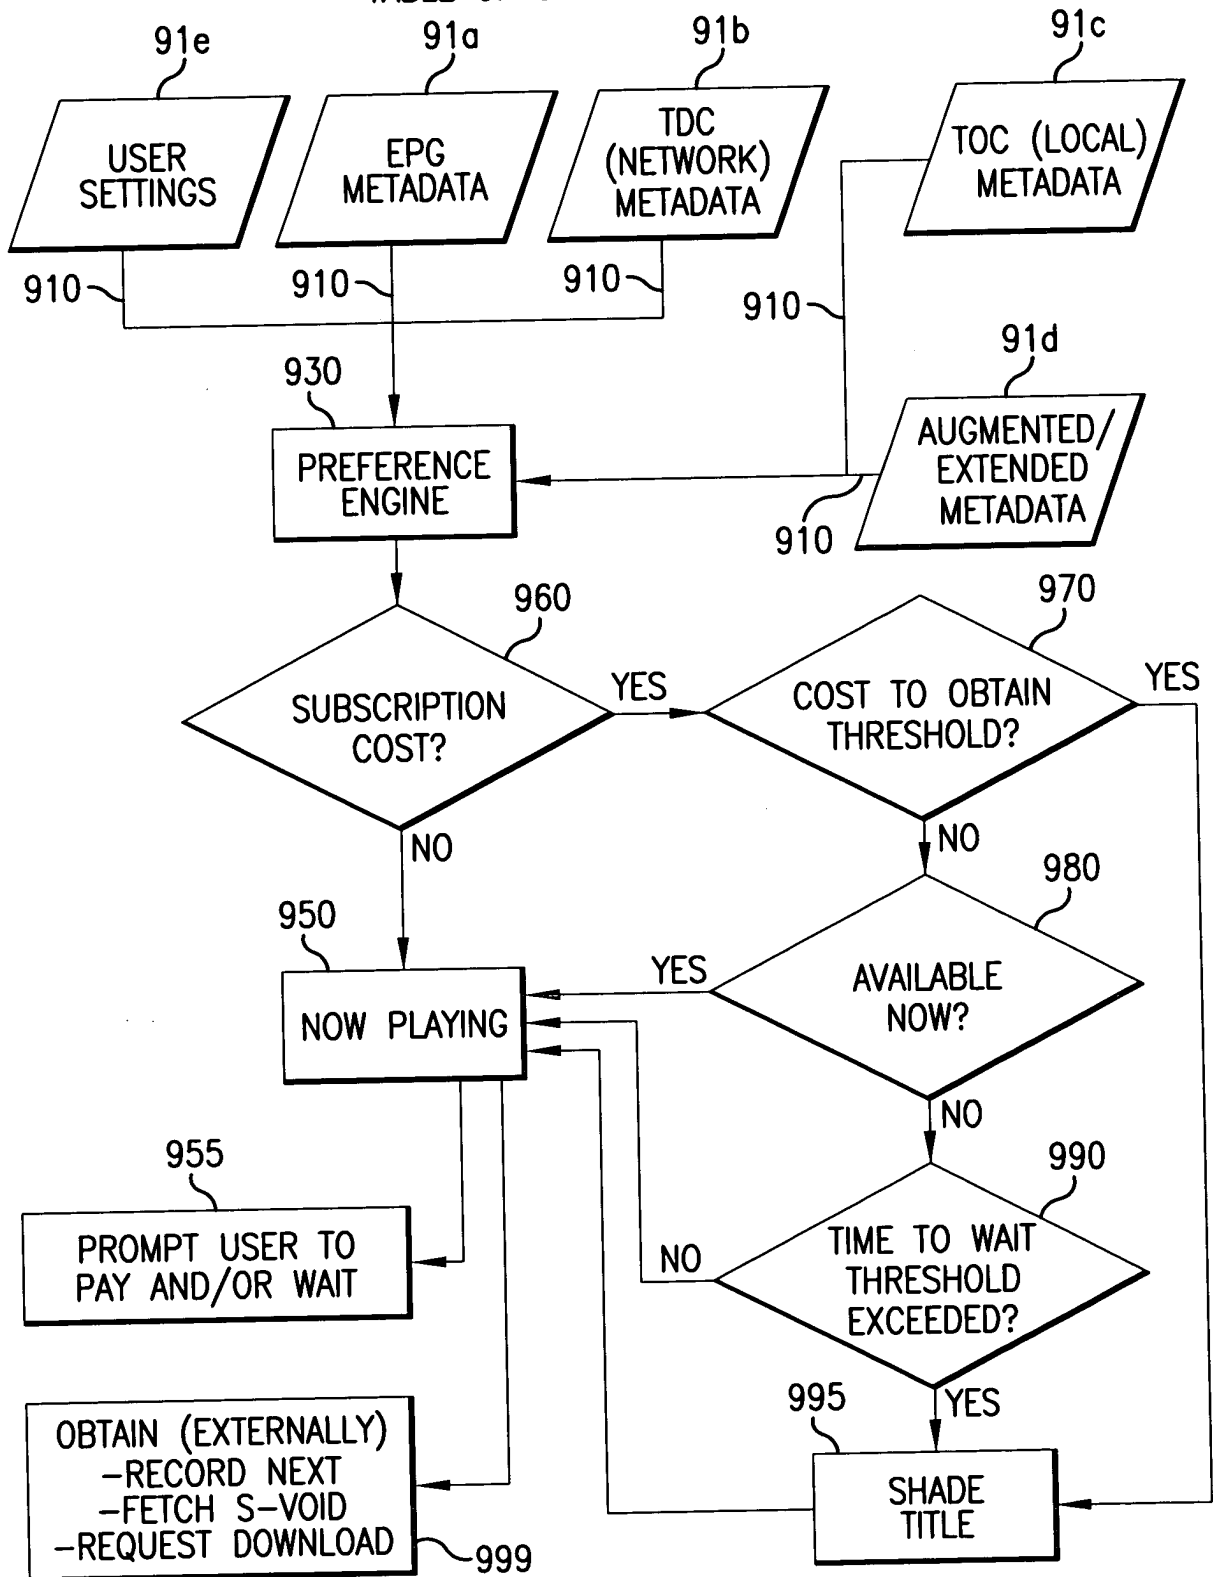 91e
91a
91b
91c
USER
SETTINGS
EPG
METADATA
TDC
(NETWORK)
METADATA
TOC (LOCAL)
METADATA
910
910
910
910
91d
930
AUGMENTED/
EXTENDED
METADATA
PREFERENCE
ENGINE
910
960
970
SUBSCRIPTION
COST?
YES
COST TO OBTAIN
THRESHOLD?
YES
NO
NO
980
950
YES
AVAILABLE
NOW?
NOW PLAYING
NO
955
990
PROMPT USER TO
PAY AND/OR WAIT
NO
TIME TO WAIT
THRESHOLD
EXCEEDED?
995
YES
OBTAIN (EXTERNALLY)
-RECORD NEXT
-FETCH S-VOID
-REQUEST DOWNLOAD
999
SHADE
TITLE